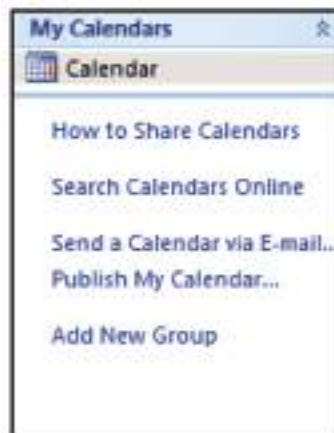 My Calendars
Calendar
How to Share Calendars
Search Calendars Online
Send a Calendar via E-mail...
Publish My Calendar...
Add New Group